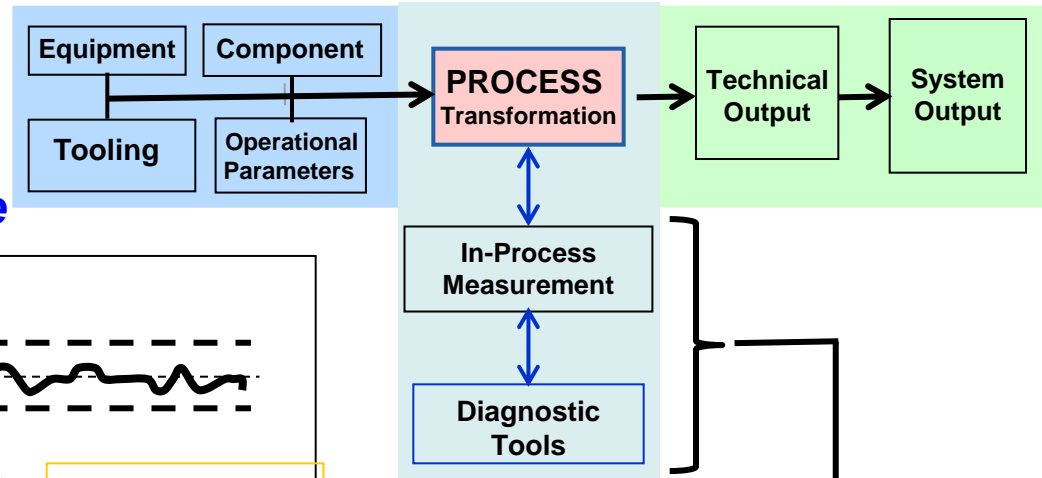 Equipment
Component
Tooling
Operational
Parameters
PROCESS
Transformation
Technical
Output
System
Output
e
In-Process
Measurement
Diagnostic
Tools